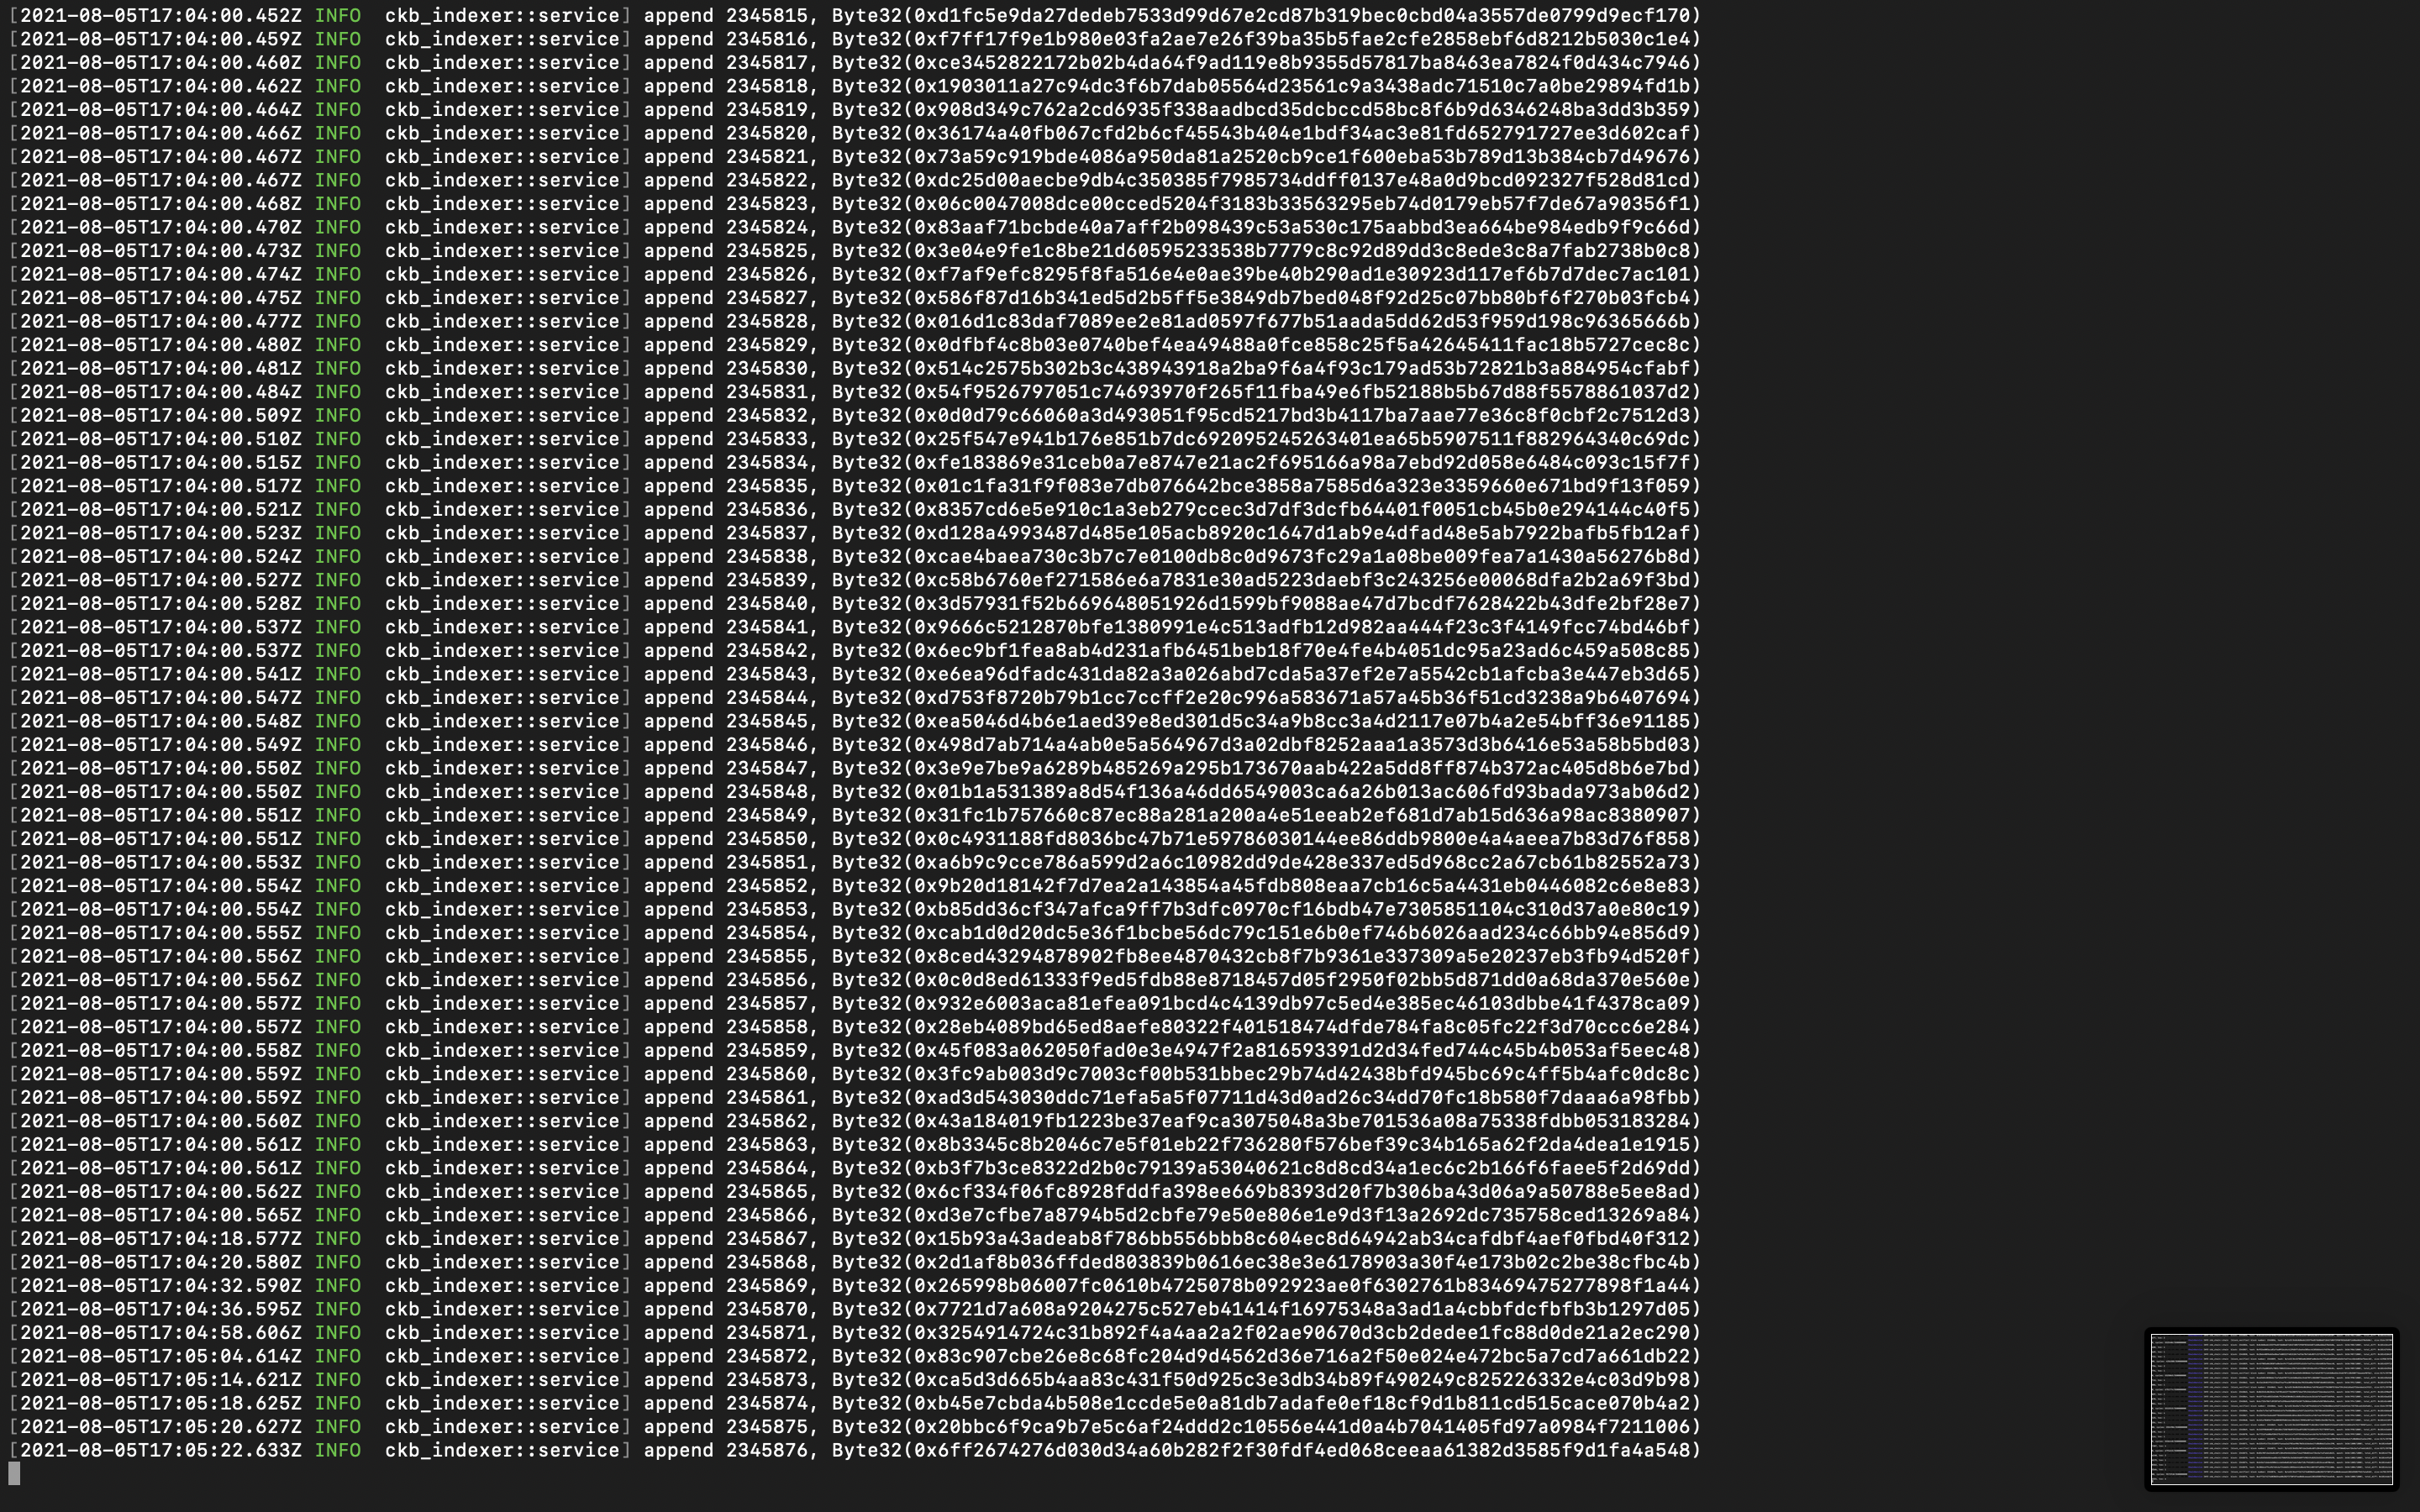 [2021-08-05T17:04:00.452Z INFO  ckb_indexer::service] append 2345815, Byte32(0xd1fc5e9da27dedeb7533d99d67e2cd87b319bec0cbd04a3557de0799d9ecf170)
[2021-08-05T17:04:00.459Z INFO  ckb_indexer::service] append 2345816, Byte32(0xf7ff17f9e1b980e03fa2ae7e26f39ba35b5fae2cfe2858ebf6d8212b5030c1e4)
[2021-08-05T17:04:00.460Z INFO  ckb_indexer::service] append 2345817, Byte32(0xce3452822172b02b4da64f9ad119e8b9355d57817ba8463ea7824f0d434c7946)
[2021-08-05T17:04:00.462Z INFO  ckb_indexer::service] append 2345818, Byte32(0x1903011a27c94dc3f6b7dab05564d23561c9a3438adc71510c7a0be29894fd1b)
[2021-08-05T17:04:00.464Z INFO  ckb_indexer::service] append 2345819, Byte32(0x908d349c762a2cd6935f338aadbcd35dcbccd58bc8f6b9d6346248ba3dd3b359)
[2021-08-05T17:04:00.466Z INFO  ckb_indexer::service] append 2345820, Byte32(0x36174a40fb067cfd2b6cf45543b404e1bdf34ac3e81fd652791727ee3d602caf)
[2021-08-05T17:04:00.467Z INFO  ckb_indexer::service] append 2345821, Byte32(0x73a59c919bde4086a950da81a2520cb9ce1f600eba53b789d13b384cb7d49676)
[2021-08-05T17:04:00.467Z INFO  ckb_indexer::service] append 2345822, Byte32(0xdc25d00aecbe9db4c350385f7985734ddff0137e48a0d9bcd092327f528d81cd)
[2021-08-05T17:04:00.468Z INFO  ckb_indexer::service] append 2345823, Byte32(0x06c0047008dce00cced5204f3183b33563295eb74d0179eb57f7de67a90356f1)
[2021-08-05T17:04:00.470Z INFO  ckb_indexer::service] append 2345824, Byte32(0x83aaf71bcbde40a7aff2b098439c53a530c175aabbd3ea664be984edb9f9c66d)
[2021-08-05T17:04:00.473Z INFO  ckb_indexer::service] append 2345825, Byte32(0x3e04e9fe1c8be21d60595233538b7779c8c92d89dd3c8ede3c8a7fab2738b0c8)
[2021-08-05T17:04:00.474Z INFO  ckb_indexer::service] append 2345826, Byte32(0xf7af9efc8295f8fa516e4e0ae39be40b290ad1e30923d117ef6b7d7dec7ac101)
[2021-08-05T17:04:00.475Z INFO  ckb_indexer::service] append 2345827, Byte32(0x586f87d16b341ed5d2b5ff5e3849db7bed048f92d25c07bb80bf6f270b03fcb4)
[2021-08-05T17:04:00.477Z INFO  ckb_indexer::service] append 2345828, Byte32(0x016d1c83daf7089ee2e81ad0597f677b51aada5dd62d53f959d198c96365666b)
[2021-08-05T17:04:00.480Z INFO  ckb_indexer::service] append 2345829, Byte32(0x0dfbf4c8b03e0740bef4ea49488a0fce858c25f5a42645411fac18b5727cec8c)
[2021-08-05T17:04:00.481Z INFO  ckb_indexer::service] append 2345830, Byte32(0x514c2575b302b3c438943918a2ba9f6a4f93c179ad53b72821b3a884954cfabf)
[2021-08-05T17:04:00.484Z INFO  ckb_indexer::service] append 2345831, Byte32(0x54f9526797051c74693970f265f11fba49e6fb52188b5b67d88f5578861037d2)
[2021-08-05T17:04:00.509Z INFO  ckb_indexer::service] append 2345832, Byte32(0x0d0d79c66060a3d493051f95cd5217bd3b4117ba7aae77e36c8f0cbf2c7512d3)
[2021-08-05T17:04:00.510Z INFO  ckb_indexer::service] append 2345833, Byte32(0x25f547e941b176e851b7dc692095245263401ea65b5907511f882964340c69dc)
[2021-08-05T17:04:00.515Z INFO  ckb_indexer::service] append 2345834, Byte32(0xfe183869e31ceb0a7e8747e21ac2f695166a98a7ebd92d058e6484c093c15f7f)
[2021-08-05T17:04:00.517Z INFO  ckb_indexer::service] append 2345835, Byte32(0x01c1fa31f9f083e7db076642bce3858a7585d6a323e3359660e671bd9f13f059)
[2021-08-05T17:04:00.521Z INFO  ckb_indexer::service] append 2345836, Byte32(0x8357cd6e5e910c1a3eb279ccec3d7df3dcfb64401f0051cb45b0e294144c40f5)
[2021-08-05T17:04:00.523Z INFO  ckb_indexer::service] append 2345837, Byte32(0xd128a4993487d485e105acb8920c1647d1ab9e4dfad48e5ab7922bafb5fb12af)
[2021-08-05T17:04:00.524Z INFO  ckb_indexer::service] append 2345838, Byte32(0xcae4baea730c3b7c7e0100db8c0d9673fc29a1a08be009fea7a1430a56276b8d)
[2021-08-05T17:04:00.527Z INFO  ckb_indexer::service] append 2345839, Byte32(0xc58b6760ef271586e6a7831e30ad5223daebf3c243256e00068dfa2b2a69f3bd)
[2021-08-05T17:04:00.528Z INFO  ckb_indexer::service] append 2345840, Byte32(0x3d57931f52b669648051926d1599bf9088ae47d7bcdf7628422b43dfe2bf28e7)
[2021-08-05T17:04:00.537Z INFO  ckb_indexer::service] append 2345841, Byte32(0x9666c5212870bfe1380991e4c513adfb12d982aa444f23c3f4149fcc74bd46bf)
[2021-08-05T17:04:00.537Z INFO  ckb_indexer::service] append 2345842, Byte32(0x6ec9bf1fea8ab4d231afb6451beb18f70e4fe4b4051dc95a23ad6c459a508c85)
[2021-08-05T17:04:00.541Z INFO  ckb_indexer::service] append 2345843, Byte32(0xe6ea96dfadc431da82a3a026abd7cda5a37ef2e7a5542cb1afcba3e447eb3d65)
[2021-08-05T17:04:00.547Z INFO  ckb_indexer::service] append 2345844, Byte32(0xd753f8720b79b1cc7ccff2e20c996a583671a57a45b36f51cd3238a9b6407694)
[2021-08-05T17:04:00.548Z INFO  ckb_indexer::service] append 2345845, Byte32(0xea5046d4b6e1aed39e8ed301d5c34a9b8cc3a4d2117e07b4a2e54bff36e91185)
[2021-08-05T17:04:00.549Z INFO  ckb_indexer::service] append 2345846, Byte32(0x498d7ab714a4ab0e5a564967d3a02dbf8252aaa1a3573d3b6416e53a58b5bd03)
[2021-08-05T17:04:00.550Z INFO  ckb_indexer::service] append 2345847, Byte32(0x3e9e7be9a6289b485269a295b173670aab422a5dd8ff874b372ac405d8b6e7bd)
[2021-08-05T17:04:00.550Z INFO  ckb_indexer::service] append 2345848, Byte32(0x01b1a531389a8d54f136a46dd6549003ca6a26b013ac606fd93bada973ab06d2)
[2021-08-05T17:04:00.551Z INFO  ckb_indexer::service] append 2345849, Byte32(0x31fc1b757660c87ec88a281a200a4e51eeab2ef681d7ab15d636a98ac8380907)
[2021-08-05T17:04:00.551Z INFO  ckb_indexer::service] append 2345850, Byte32(0x0c4931188fd8036bc47b71e59786030144ee86ddb9800e4a4aeea7b83d76f858)
[2021-08-05T17:04:00.553Z INFO  ckb_indexer::service] append 2345851, Byte32(0xa6b9c9cce786a599d2a6c10982dd9de428e337ed5d968cc2a67cb61b82552a73)
[2021-08-05T17:04:00.554Z INFO  ckb_indexer::service] append 2345852, Byte32(0x9b20d18142f7d7ea2a143854a45fdb808eaa7cb16c5a4431eb0446082c6e8e83)
[2021-08-05T17:04:00.554Z INFO  ckb_indexer::service] append 2345853, Byte32(0xb85dd36cf347afca9ff7b3dfc0970cf16bdb47e7305851104c310d37a0e80c19)
[2021-08-05T17:04:00.555Z INFO  ckb_indexer::service] append 2345854, Byte32(0xcab1d0d20dc5e36f1bcbe56dc79c151e6b0ef746b6026aad234c66bb94e856d9)
[2021-08-05T17:04:00.556Z INFO  ckb_indexer::service] append 2345855, Byte32(0x8ced43294878902fb8ee4870432cb8f7b9361e337309a5e20237eb3fb94d520f)
[2021-08-05T17:04:00.556Z INFO  ckb_indexer::service] append 2345856, Byte32(0x0c0d8ed61333f9ed5fdb88e8718457d05f2950f02bb5d871dd0a68da370e560e)
[2021-08-05T17:04:00.557Z INFO  ckb_indexer::service] append 2345857, Byte32(0x932e6003aca81efea091bcd4c4139db97c5ed4e385ec46103dbbe41f4378ca09)
[2021-08-05T17:04:00.557Z INFO  ckb_indexer::service] append 2345858, Byte32(0x28eb4089bd65ed8aefe80322f401518474dfde784fa8c05fc22f3d70ccc6e284)
[2021-08-05T17:04:00.558Z INFO  ckb_indexer::service] append 2345859, Byte32(0x45f083a062050fad0e3e4947f2a816593391d2d34fed744c45b4b053af5eec48)
[2021-08-05T17:04:00.559Z INFO  ckb_indexer::service] append 2345860, Byte32(0x3fc9ab003d9c7003cf00b531bbec29b74d42438bfd945bc69c4ff5b4afc0dc8c)
[2021-08-05T17:04:00.559Z INFO  ckb_indexer::service] append 2345861, Byte32(0xad3d543030ddc71efa5a5f07711d43d0ad26c34dd70fc18b580f7daaa6a98fbb)
[2021-08-05T17:04:00.560Z INFO  ckb_indexer::service] append 2345862, Byte32(0x43a184019fb1223be37eaf9ca3075048a3be701536a08a75338fdbb053183284)
[2021-08-05T17:04:00.561Z INFO  ckb_indexer::service] append 2345863, Byte32(0x8b3345c8b2046c7e5f01eb22f736280f576bef39c34b165a62f2da4dea1e1915)
[2021-08-05T17:04:00.561Z INFO  ckb_indexer::service] append 2345864, Byte32(0xb3f7b3ce8322d2b0c79139a53040621c8d8cd34a1ec6c2b166f6faee5f2d69dd)
[2021-08-05T17:04:00.562Z INFO  ckb_indexer::service] append 2345865, Byte32(0x6cf334f06fc8928fddfa398ee669b8393d20f7b306ba43d06a9a50788e5ee8ad)
[2021-08-05T17:04:00.565Z INFO  ckb_indexer::service] append 2345866, Byte32(0xd3e7cfbe7a8794b5d2cbfe79e50e806e1e9d3f13a2692dc735758ced13269a84)
[2021-08-05T17:04:18.577Z INFO  ckb_indexer::service] append 2345867, Byte32(0x15b93a43adeab8f786bb556bbb8c604ec8d64942ab34cafdbf4aef0fbd40f312)
[2021-08-05T17:04:20.580Z INFO  ckb_indexer::service] append 2345868, Byte32(0x2d1af8b036ffded803839b0616ec38e3e6178903a30f4e173b02c2be38cfbc4b)
[2021-08-05T17:04:32.590Z INFO  ckb_indexer::service] append 2345869, Byte32(0x265998b06007fc0610b4725078b092923ae0f6302761b83469475277898f1a44)
[2021-08-05T17:04:36.595Z INFO  ckb_indexer::service] append 2345870, Byte32(0x7721d7a608a9204275c527eb41414f16975348a3ad1a4cbbfdcfbfb3b1297d05)
[2021-08-05T17:04:58.606Z INFO  ckb_indexer::service] append 2345871, Byte32(0x3254914724c31b892f4a4aa2a2f02ae90670d3cb2dedee1fc88d0de21a2ec290)
[2021-08-05T17:05:04.614Z INFO  ckb_indexer::service] append 2345872, Byte32(0x83c907cbe26e8c68fc204d9d4562d36e716a2f50e024e472bc5a7cd7a661db22)
[2021-08-05T17:05:14.621Z INFO  ckb_indexer::service] append 2345873, Byte32(0xca5d3d665b4aa83c431f50d925c3e3db34b89f490249c825226332e4c03d9b98)
[2021-08-05T17:05:18.625Z INFO  ckb_indexer::service] append 2345874, Byte32(0xb45e7cbda4b508e1ccde5e0a81db7adafe0ef18cf9d1b811cd515cace070b4a2)
[2021-08-05T17:05:20.627Z INFO  ckb_indexer::service] append 2345875, Byte32(0x20bbc6f9ca9b7e5c6af24ddd2c10556e441d0a4b7041405fd97a0984f7211006)
[2021-08-05T17:05:22.633Z INFO  ckb_indexer::service] append 2345876, Byte32(0x6ff2674276d030d34a60b282f2f30fdf4ed068ceeaa61382d3585f9d1fa4a548)